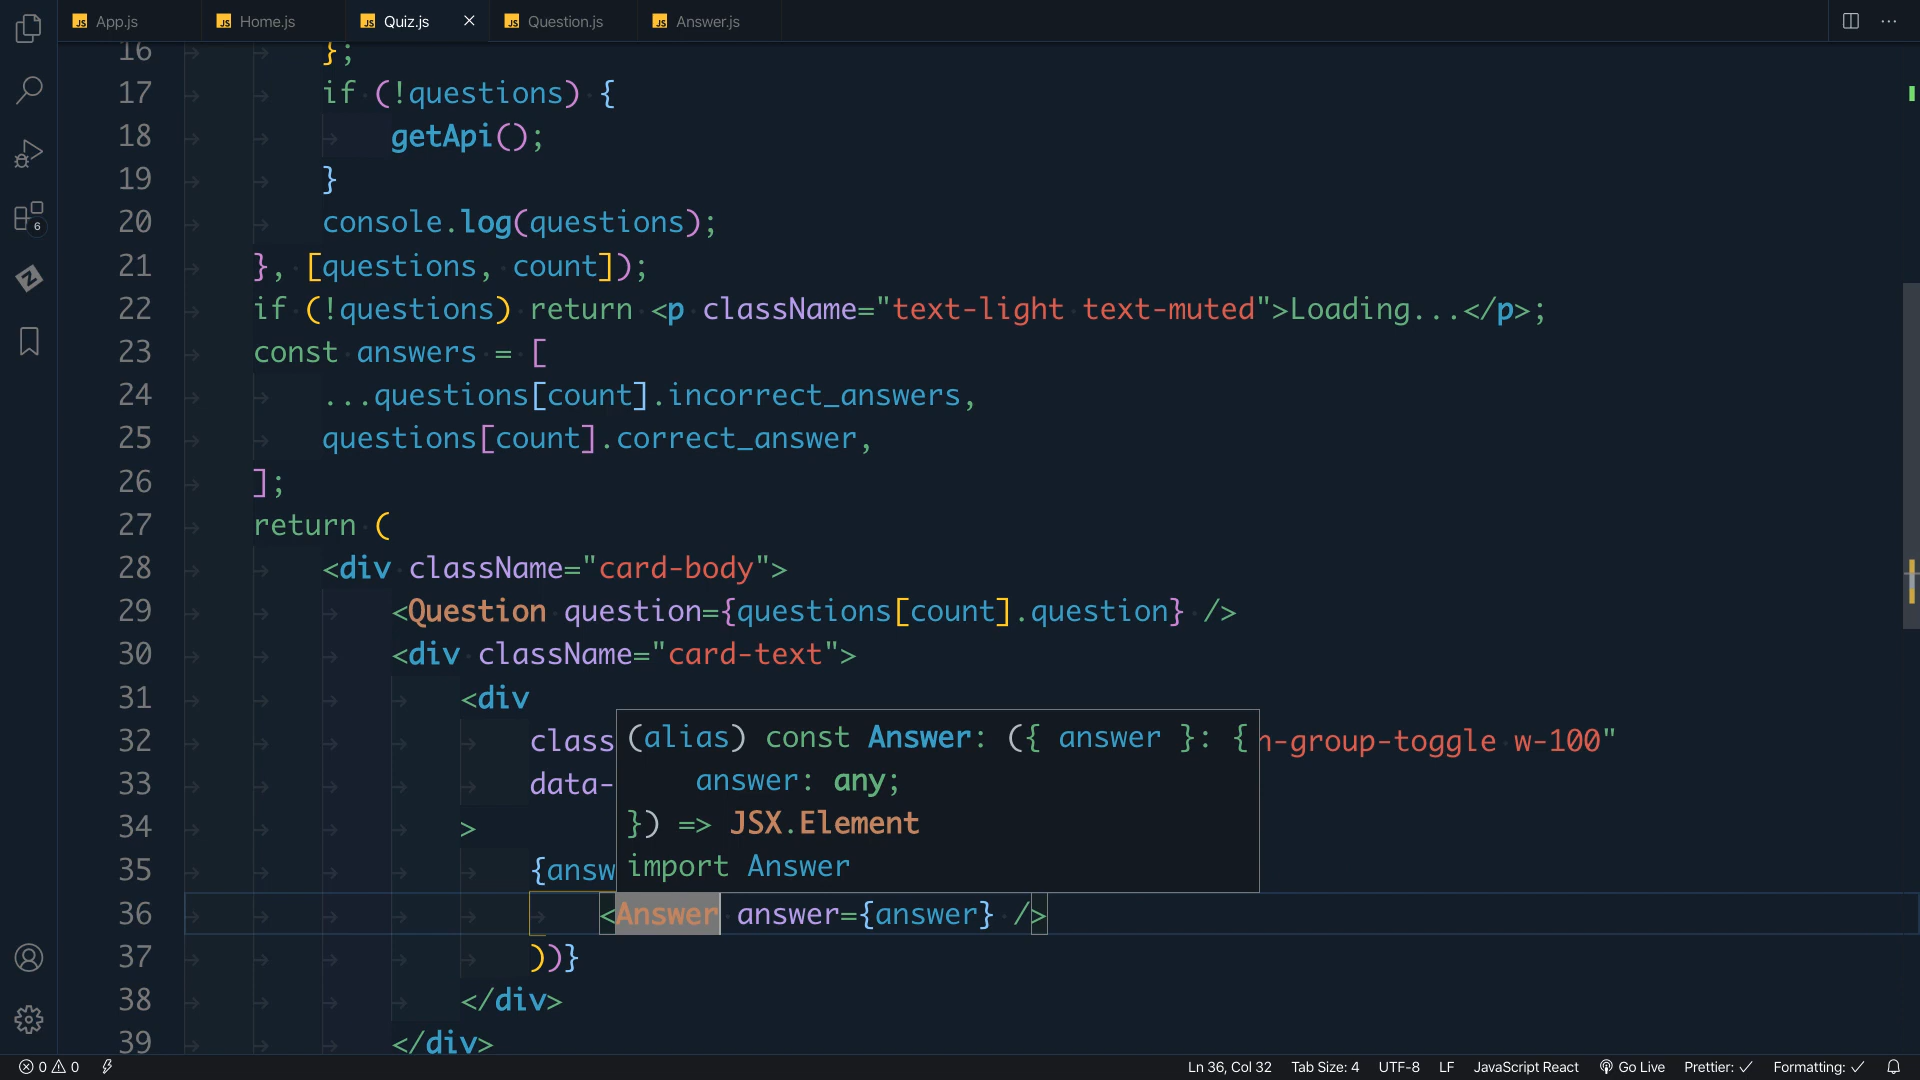 JS App.js JS Home.js JS Quiz.js × JS Question.js JS Answer.js ···
16 };
17 if (!questions) {
18 getApi();
19 }
20 console.log(questions);
21 }, [questions, count]);
22 if (!questions) return <p className="text-light text-muted">Loading...</p>;
23 const answers = [
24 ...questions[count].incorrect_answers,
25 questions[count].correct_answer,
26 ];
27 return (
28 <div className="card-body">
29 <Question question={questions[count].question} />
30 <div className="card-text">
31 <div
32 class (alias) const Answer: ({ answer }: { n-group-toggle w-100"
33 data- answer: any;
34 > }) => JSX.Element
35 {answ import Answer
36 <Answer answer={answer} />
37 ))}
38 </div>
39 </div>
6
0 0 Ln 36, Col 32 Tab Size: 4 UTF-8 LF JavaScript React Go Live Prettier: ✓ Formatting: ✓